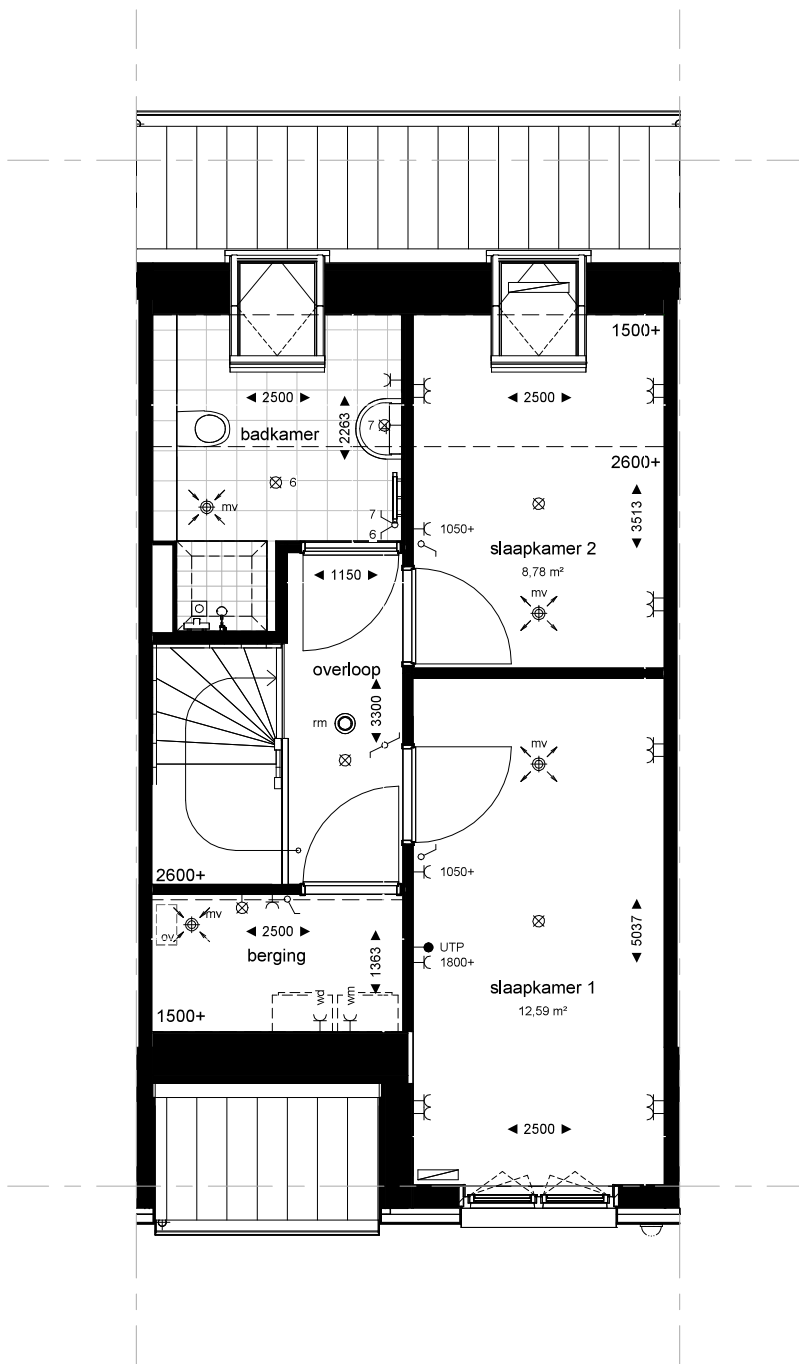 1500+
2500
2500
2263
7
badkamer
2600+
6
3513
mv
7
1050+
6
slaapkamer 2
8,78 m²
1150
mv
overloop
3300
rm
mv
2600+
1050+
mv
ov
2500
5037
UTP
berging
1363
1800+
slaapkamer 1
wd
wm
12,59 m²
1500+
2500